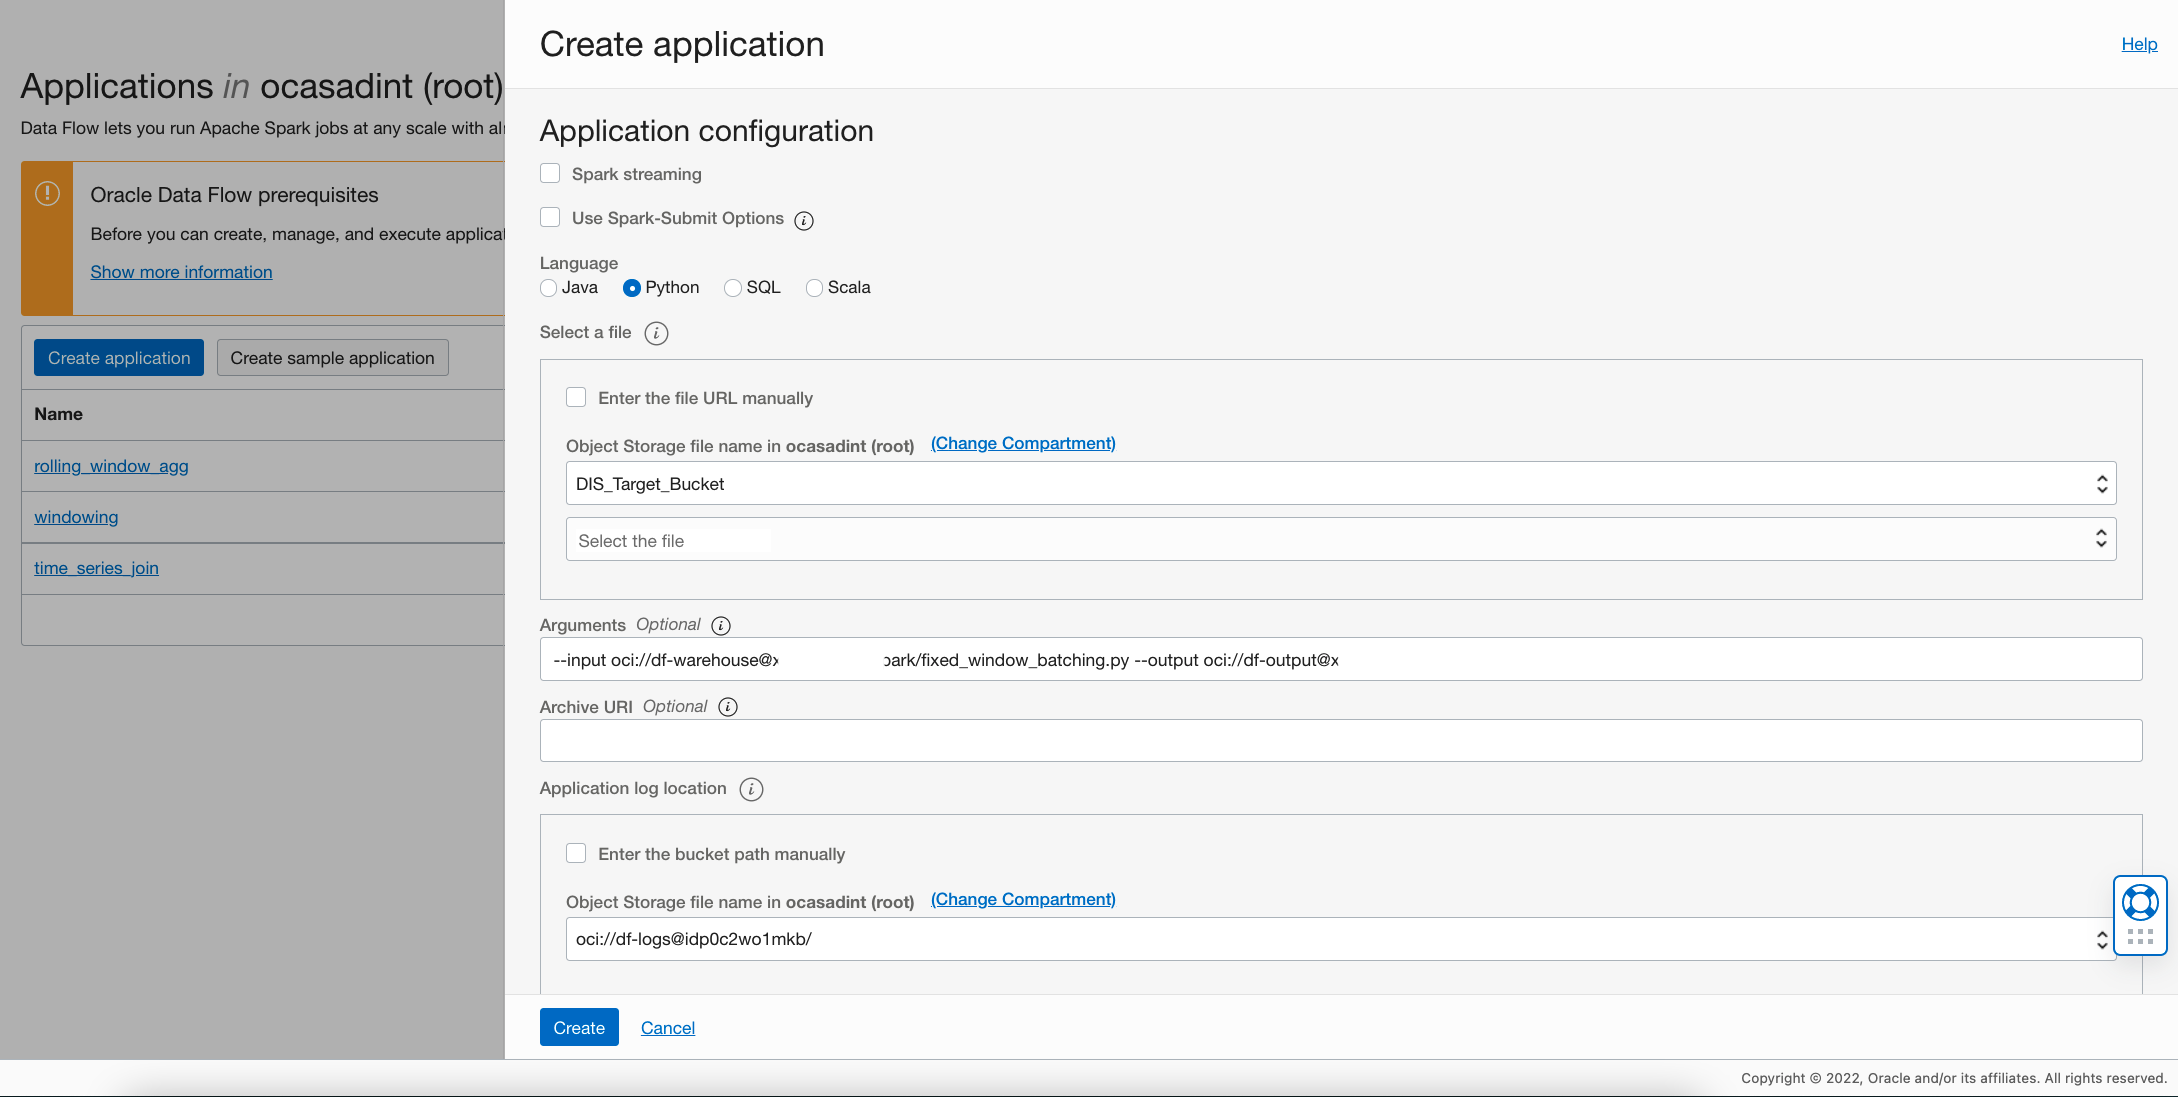 Applications in ocasadint (root)
Data Flow lets you run Apache Spark jobs at any scale with
Oracle Data Flow prerequisites
Before you can create, manage, and execute
Show more information
Create application
Create sample application
Name
rolling_window_agg
windowing
time_series_join
Create application
Help
Application configuration
Spark streaming
Use Spark-Submit Options
Language
Java Python SQL Scala
Select a file
Enter the file URL manually
Object Storage file name in ocasadint (root) (Change Compartment)
DIS_Target_Bucket
Select the file
Arguments Optional
--input oci://df-warehouse@x park/fixed_window_batching.py --output oci://df-output@x
Archive URI Optional
Application log location
Enter the bucket path manually
Object Storage file name in ocasadint (root) (Change Compartment)
oci://df-logs@idp0c2wo1mkb/
Create
Cancel
Copyright © 2022, Oracle and/or its affiliates. All rights reserved.